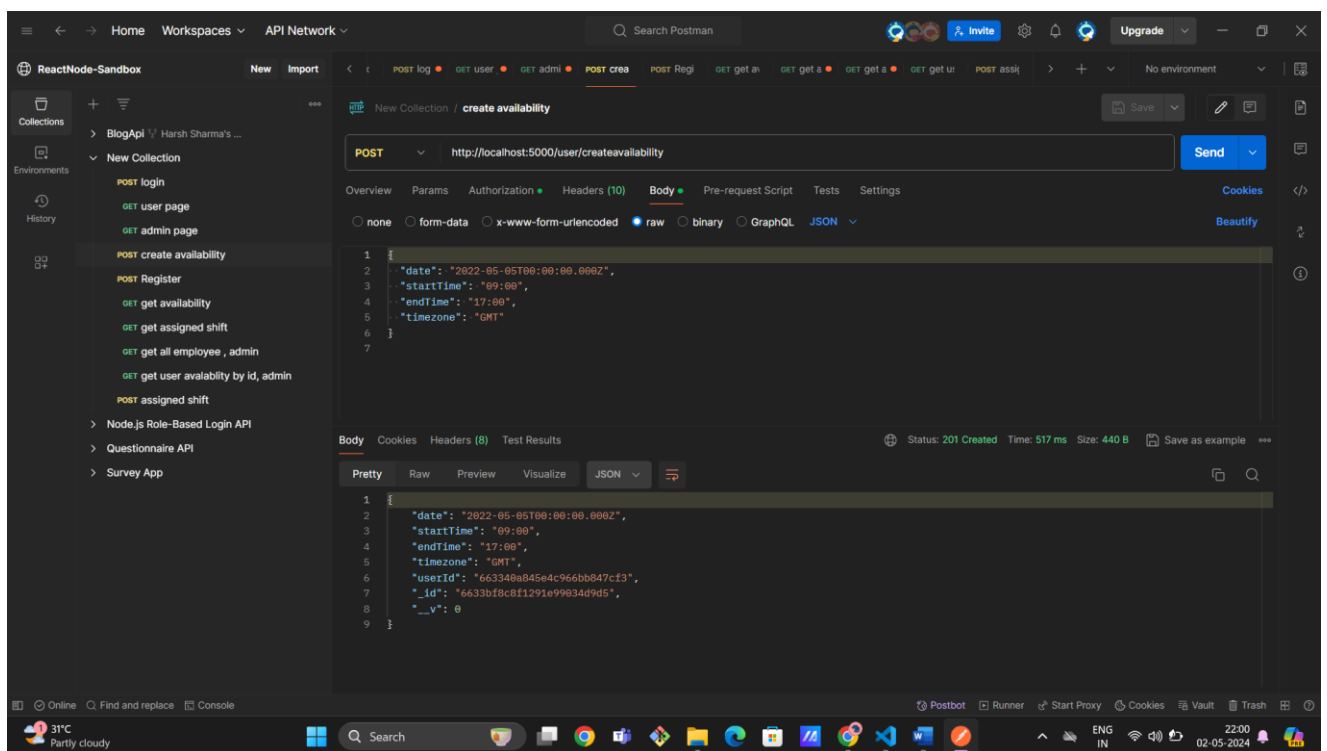 Home Workspaces API Network Search Postman Invite Upgrade
ReactNode-Sandbox New Import POST log GET user GET admi POST crea POST Regi GET get a GET get a GET get us POST assi No environment
Collections
New Collection / create availability Save
BlogApi Harsh Sharma's ...
Environments
New Collection
POST http://localhost:5000/user/createavailability Send
POST login
Overview Params Authorization Headers (10) Body Pre-request Script Tests Settings Cookies
History
GET user page
none form-data x-www-form-urlencoded raw binary GraphQL JSON Beautify
GET admin page
POST create availability
1 {
2 "date": "2022-05-05T00:00:00.000Z",
3 "startTime": "09:00",
4 "endTime": "17:00",
5 "timezone": "GMT"
6 }
7
POST Register
GET get availability
GET get assigned shift
GET get all employee , admin
GET get user avalablity by id, admin
POST assigned shift
Node.js Role-Based Login API
Questionnaire API
Survey App
Body Cookies Headers (8) Test Results Status: 201 Created Time: 517 ms Size: 440 B Save as example
Pretty Raw Preview Visualize JSON
1 {
2 "date": "2022-05-05T00:00:00.000Z",
3 "startTime": "09:00",
4 "endTime": "17:00",
5 "timezone": "GMT",
6 "userId": "663340a845e4c966bb847cf3",
7 "_id": "6633bf8c8f1291e99034d9d5",
8 "__v": 0
9 }
Online Find and replace Console Postbot Runner Start Proxy Cookies Vault Trash
1 31°C
Partly cloudy
Search
ENG
IN
22:00
02-05-2024